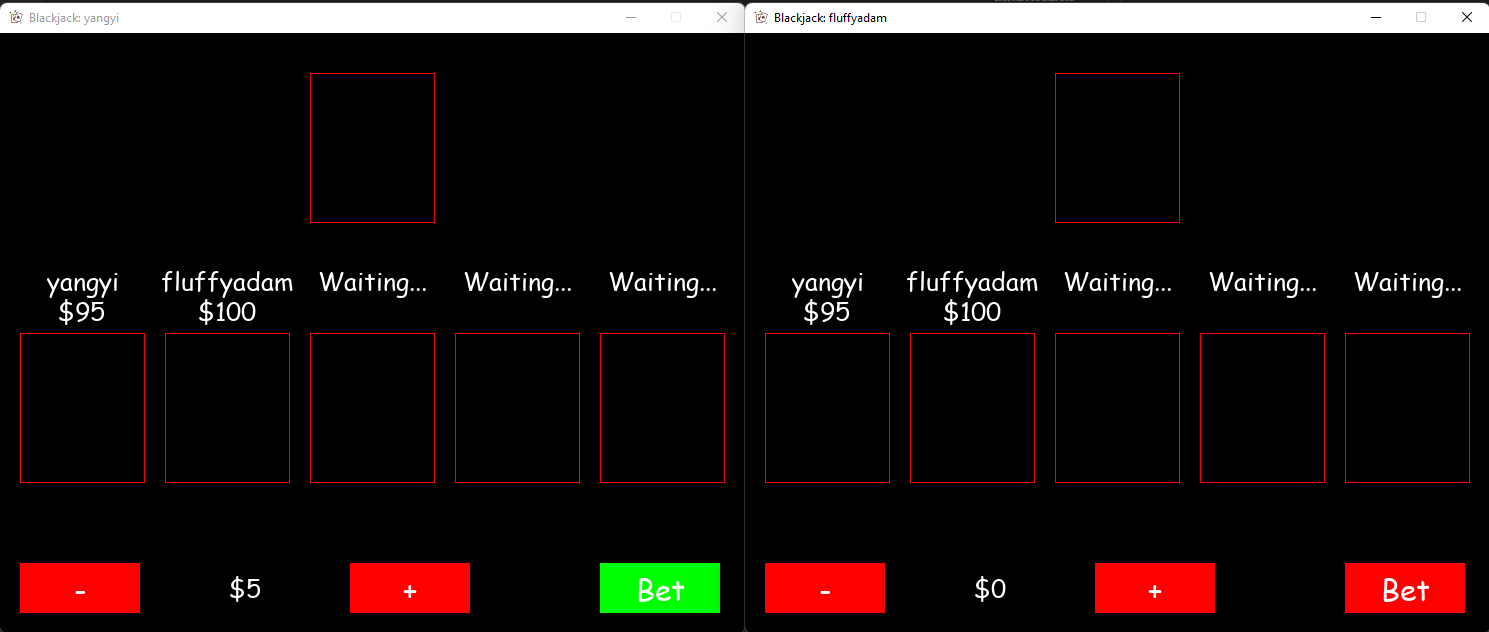 Blackjack: yangyi
yangyi fluffyadam Waiting... Waiting... Waiting...
$95 $100
- $5 + Bet
Blackjack: fluffyadam
yangyi fluffyadam Waiting... Waiting... Waiting...
$95 $100
- $0 + Bet